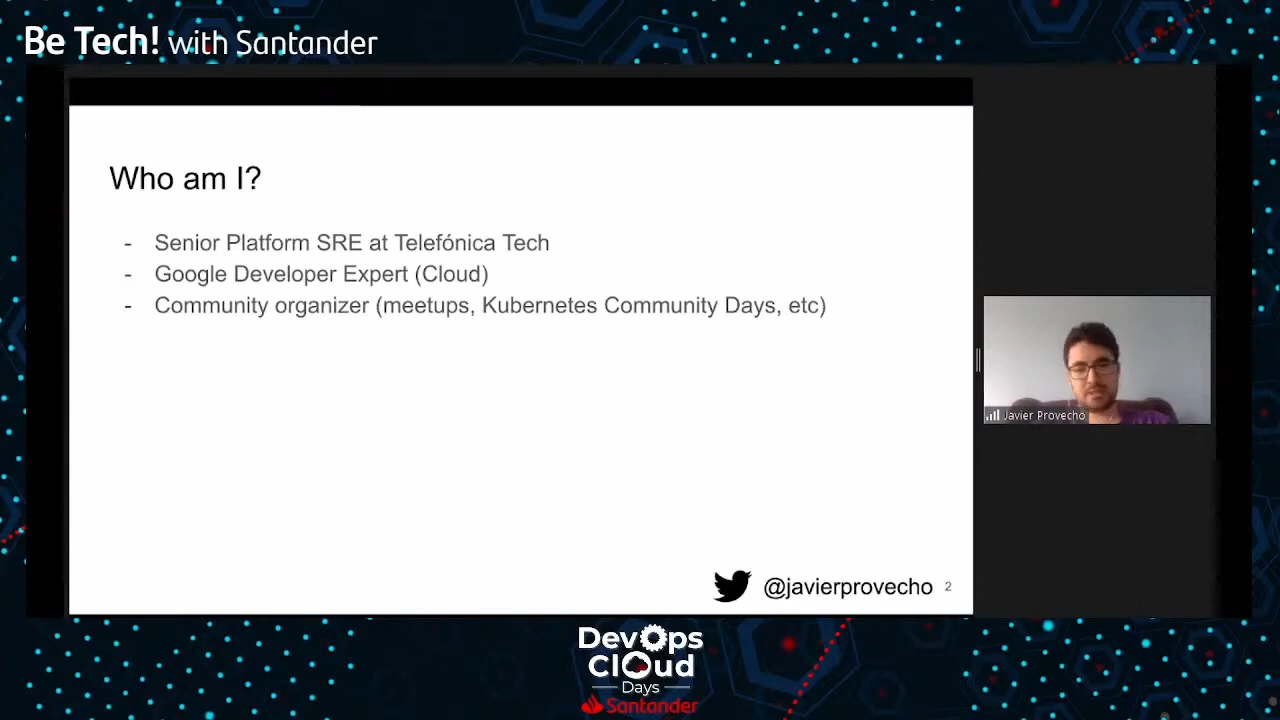 Be Tech! with Santander
Who am I?
- Senior Platform SRE at Telefónica Tech
- Google Developer Expert (Cloud)
- Community organizer (meetups, Kubernetes Community Days, etc)
Javier Provecho
@javierprovecho 2
DevOps
Cloud
Days
Santander